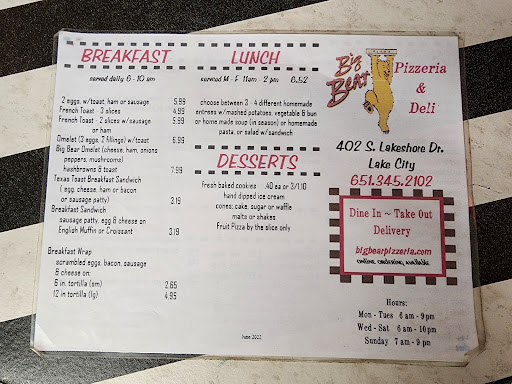 BREAKFAST
served daily 6 - 10 am
2 eggs, w/toast, ham or sausage 5.99
French Toast - 3 slices 4.99
French Toast - 2 slices w/sausage 5.99
or ham
Omelet (3 eggs, 2 fillings) w/toast 6.99
Big Bear Omelet (cheese, ham, onions
peppers, mushrooms)
hashbrowns & toast 7.99
Texas Toast Breakfast Sandwich
( egg, cheese, ham or bacon
or sausage patty) 3.19
Breakfast Sandwich
sausage patty, egg & cheese on
English Muffin or Croissant 3.19
Breakfast Wrap
scrambled eggs, bacon, sausage
& cheese on:
6 in. tortilla (sm) 2.65
12 in tortilla (lg) 4.95
LUNCH
served M - F 11am - 2 pm 6.52
choose between 3 - 4 different homemade
entrees w/mashed potatoes, vegetable & bun
or home made soup (in season) or homemade
pasta, or salad w/sandwich
DESSERTS
fresh baked cookies .40 ea or 3/1.10
hand dipped ice cream
cones: cake, sugar or waffle
malts or shakes
Fruit Pizza by the slice only
June 2022
Big
Bear
Pizzeria
&
Deli
402 S. Lakeshore Dr.
Lake City
651.345.2102
Dine In ~ Take Out
Delivery
bigbearpizzeria.com
online ordering available
Hours:
Mon - Tues 6 am - 9 pm
Wed - Sat 6 am - 10 pm
Sunday 7 am - 9 pm